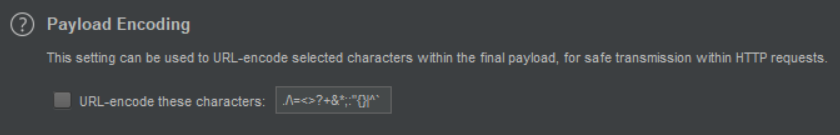 Payload Encoding
This setting can be used to URL-encode selected characters within the final payload, for safe transmission within HTTP requests.
URL-encode these characters: ./\=<>?+&*;:"{}|^`